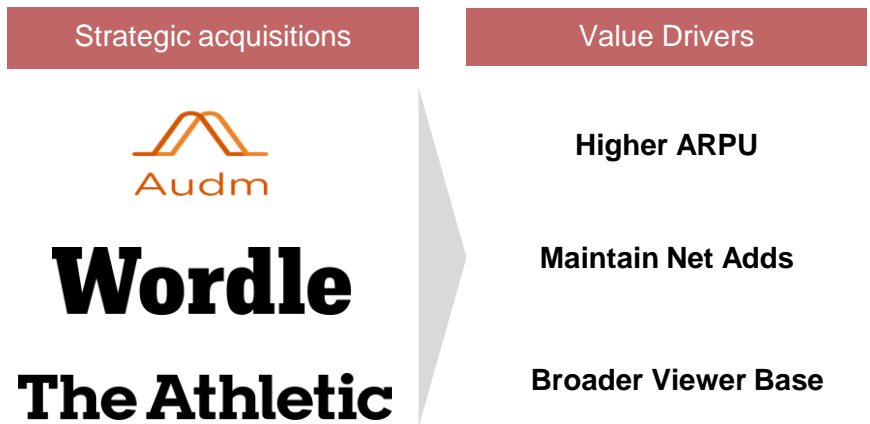 Strategic acquisitions
Value Drivers
Audm
Higher ARPU
Wordle
Maintain Net Adds
The Athletic
Broader Viewer Base